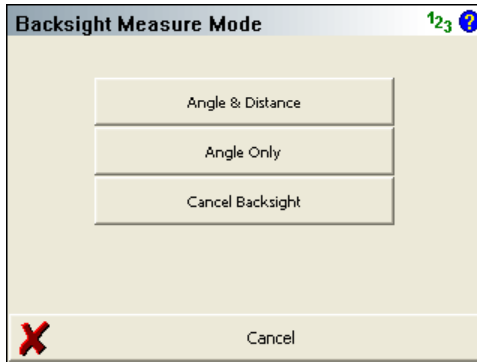 Backsight Measure Mode 123 ?
Angle & Distance
Angle Only
Cancel Backsight
Cancel